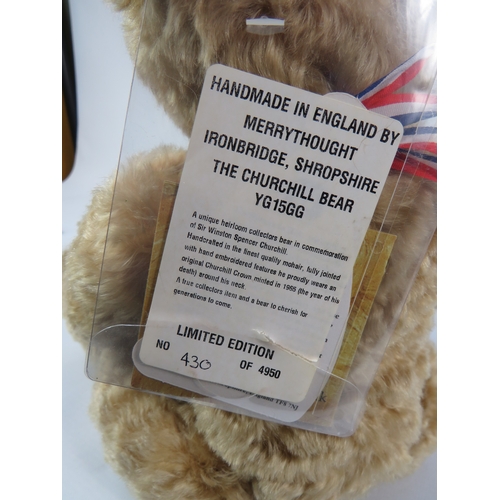 HANDMADE IN ENGLAND BY
MERRYTHOUGHT
IRONBRIDGE, SHROPSHIRE
THE CHURCHILL BEAR
YG15GG
A unique heirloom collectors bear in commemoration
of Sir Winston Spencer Churchill.
Handcrafted in the finest quality mohair, fully jointed
with hand embroidered features he proudly wears an
original Churchill Crown minted in 1965 (the year of his
death) around his neck.
A true collectors item and a bear to cherish for
generations to come.
LIMITED EDITION
NO 430 OF 4950